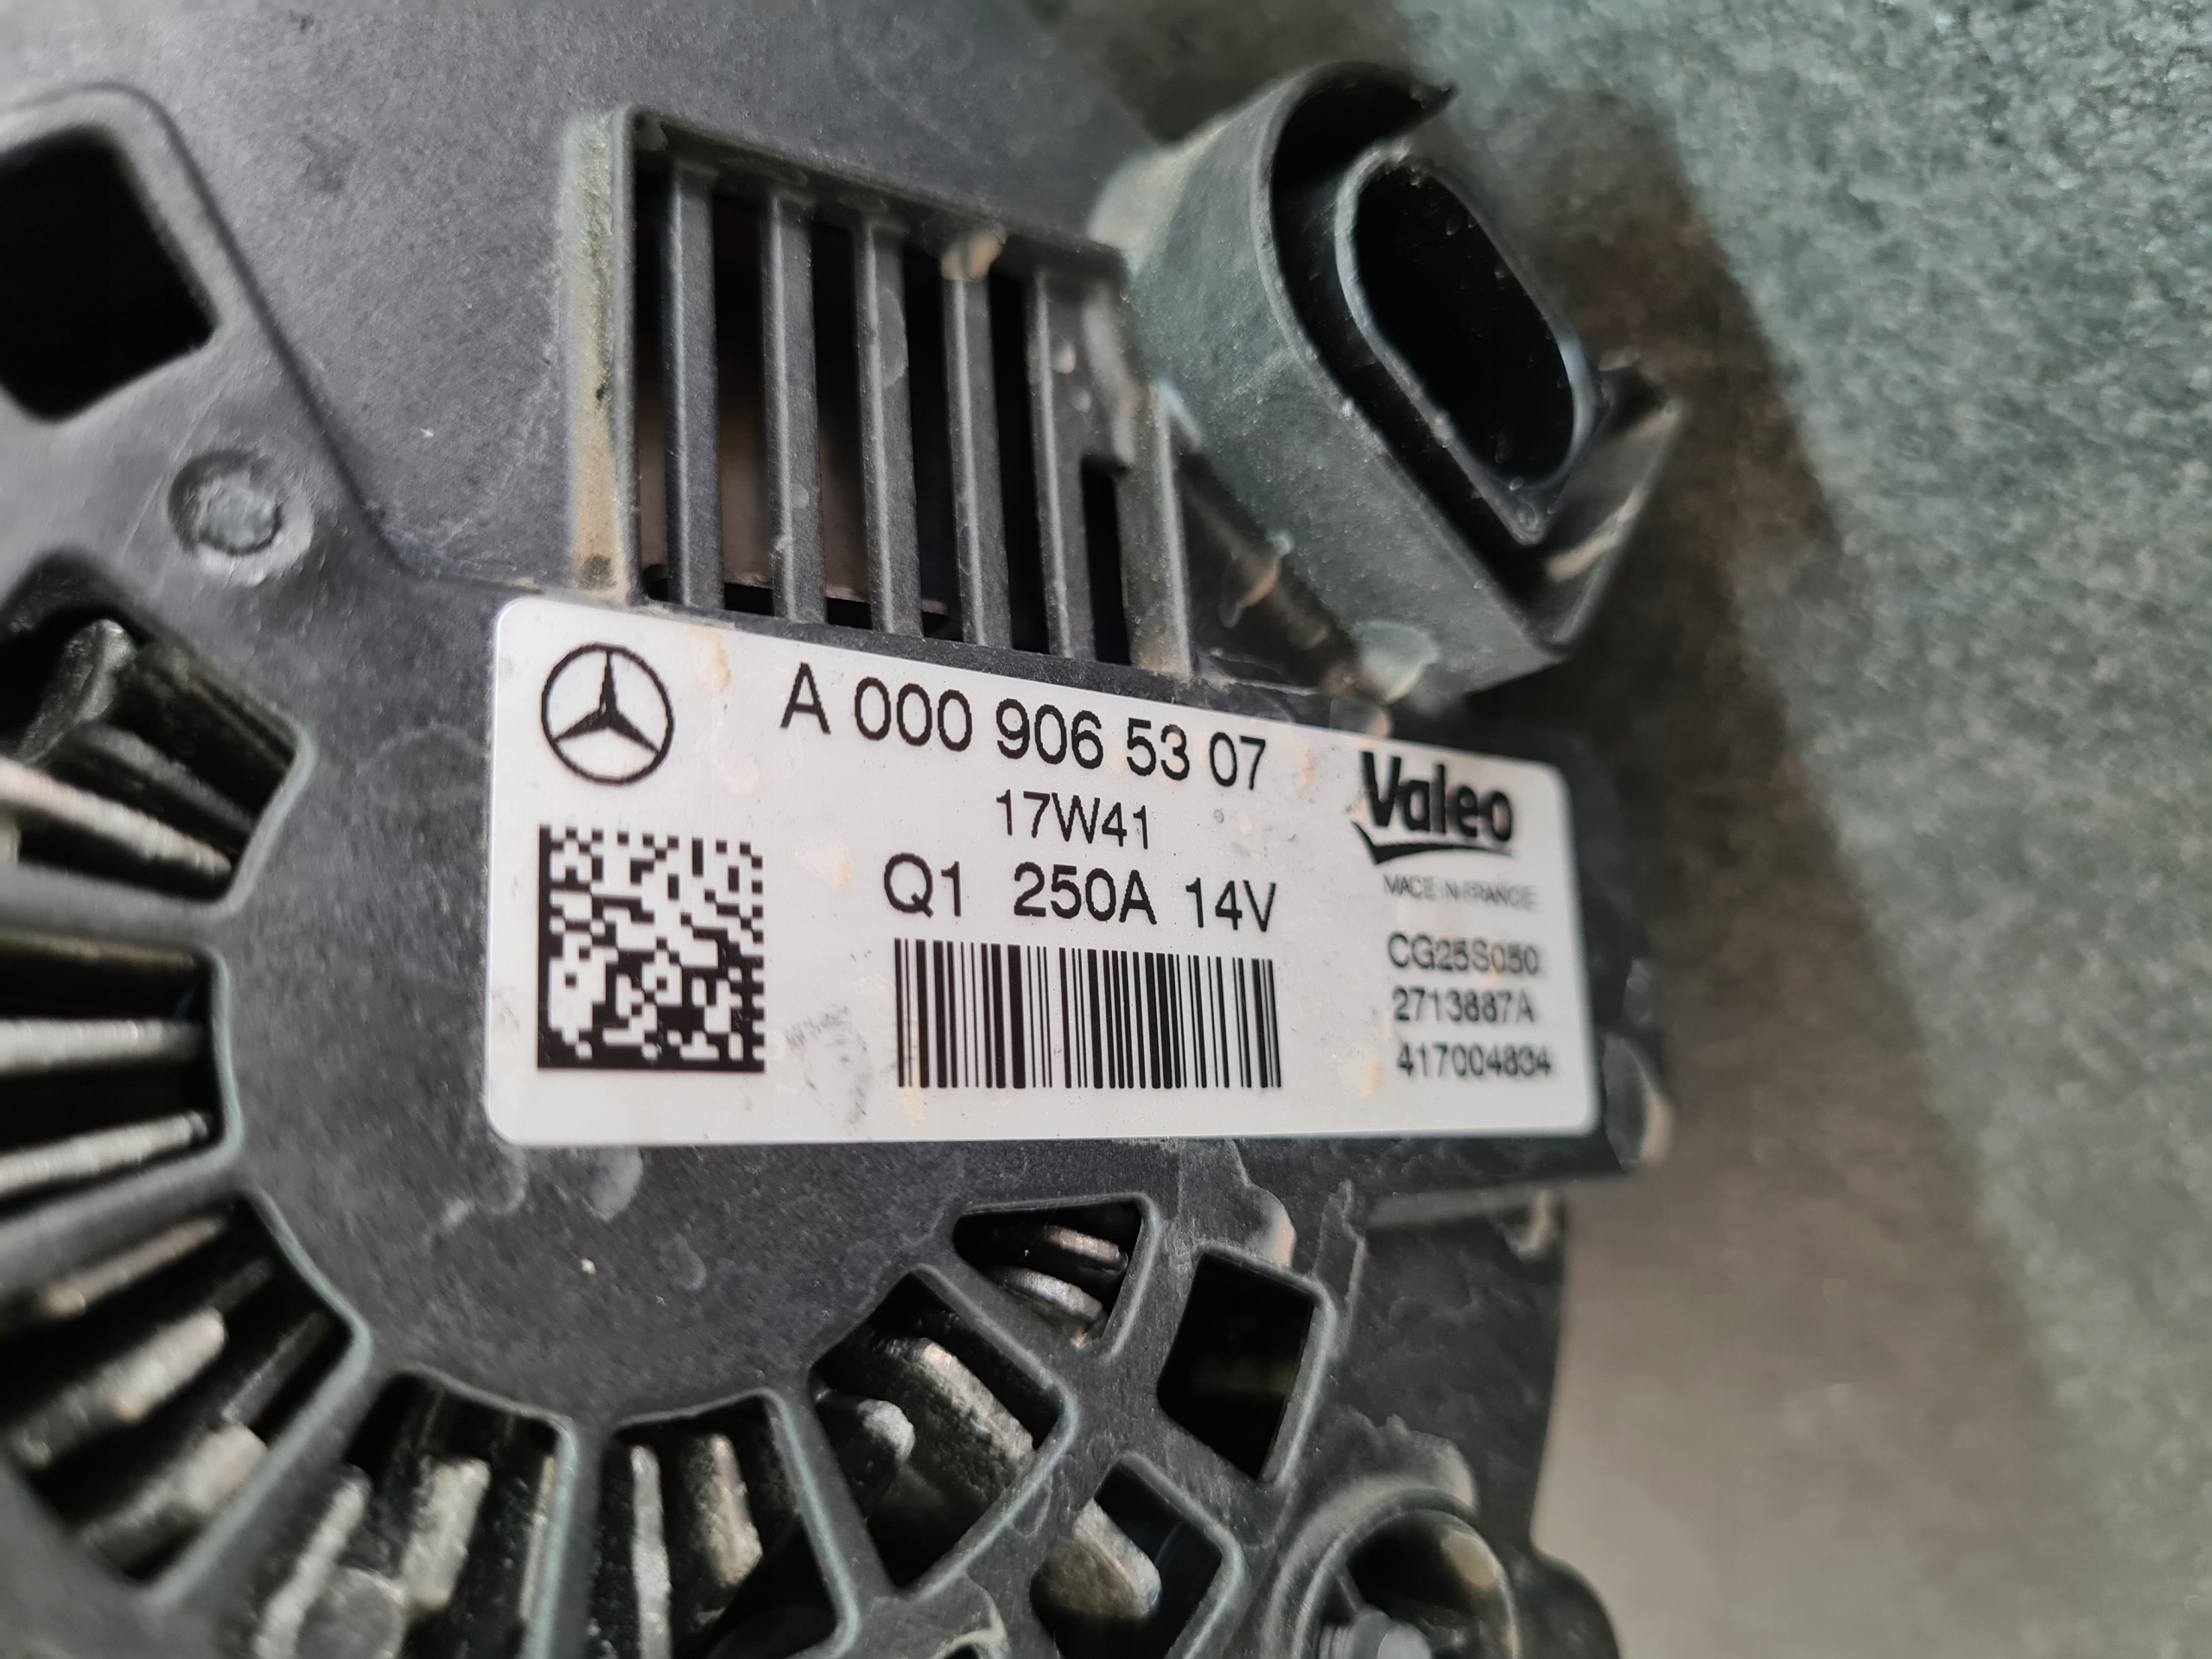 A 000 906 53 07
17W41
Q1 250A 14V
Valeo
MADE IN FRANCE
CG25S050
2713887A
417004834